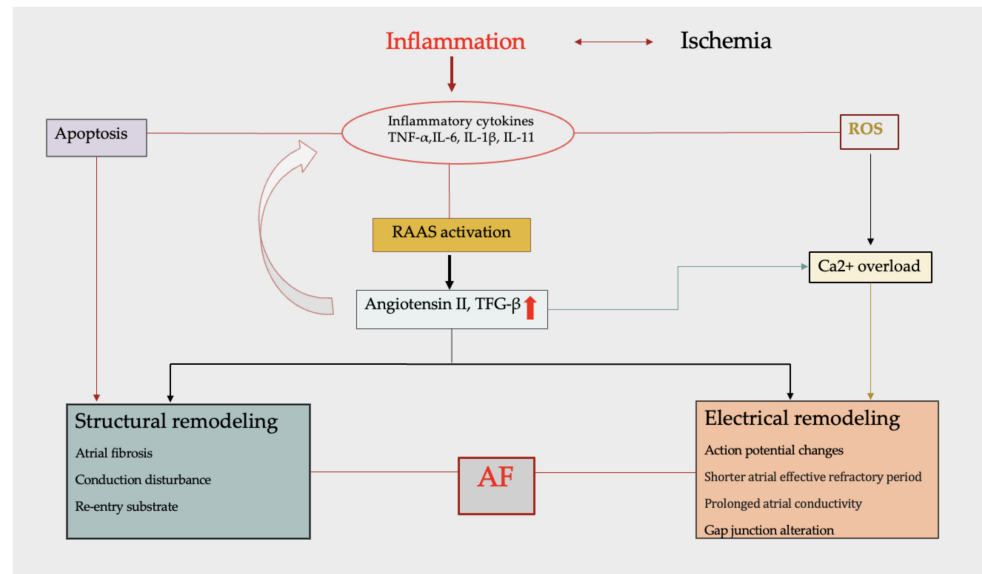 Inflammation
Ischemia
Inflammatory cytokines
TNF-α,IL-6, IL-1β, IL-11
Apoptosis
ROS
RAAS activation
Ca2+ overload
Angiotensin II, TFG-β
Structural remodeling
Atrial fibrosis
Conduction disturbance
Re-entry substrate
AF
Electrical remodeling
Action potential changes
Shorter atrial effective refractory period
Prolonged atrial conductivity
Gap junction alteration